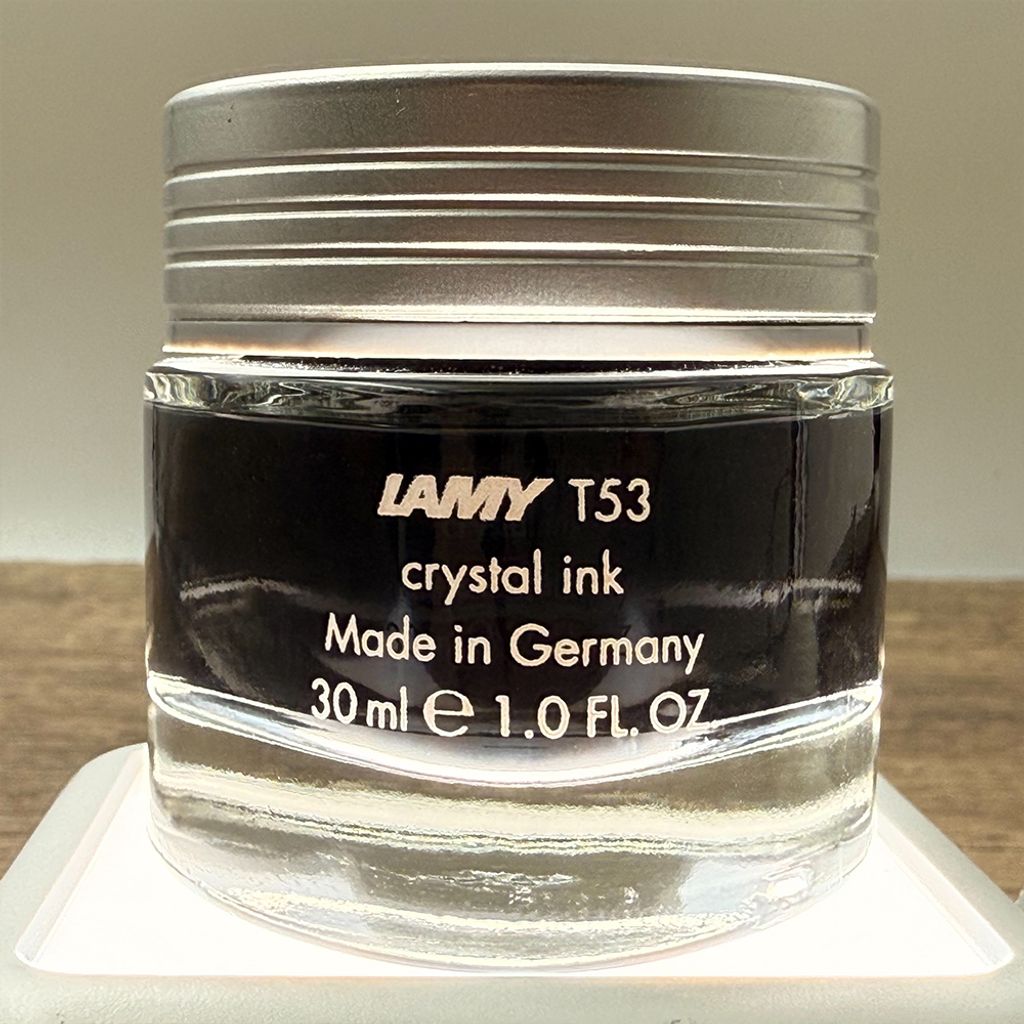 LAMY T53
crystal ink
Made in Germany
30 ml ℮ 1.0 FL. OZ.